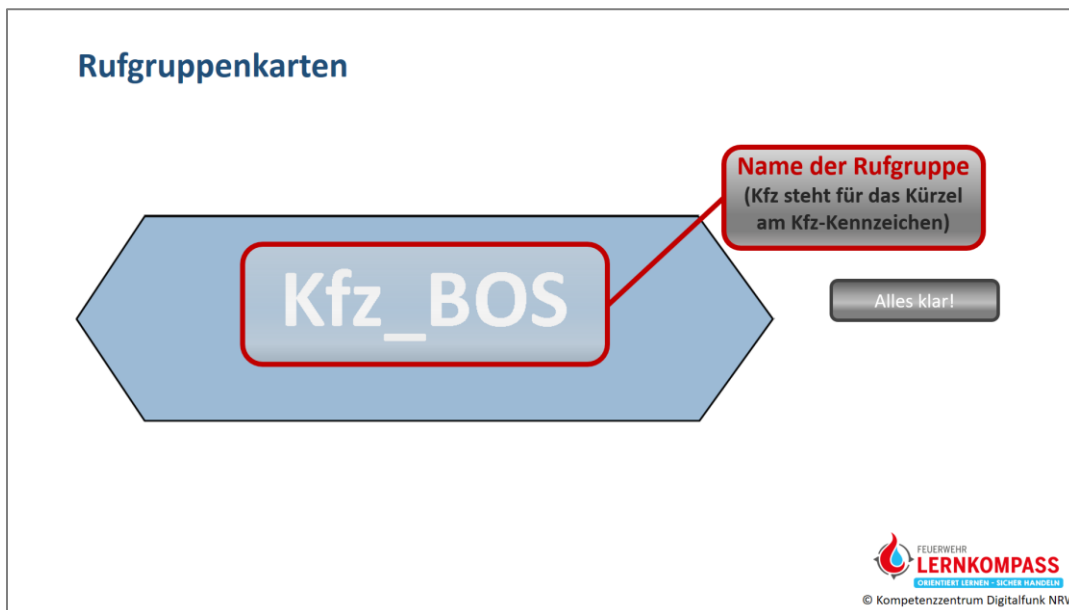 Rufgruppenkarten
Name der Rufgruppe
(Kfz steht für das Kürzel
am Kfz-Kennzeichen)
Kfz_BOS
Alles klar!
FEUERWEHR
LERNKOMPASS
ORIENTIERT LERNEN - SICHER HANDELN
© Kompetenzzentrum Digitalfunk NRW